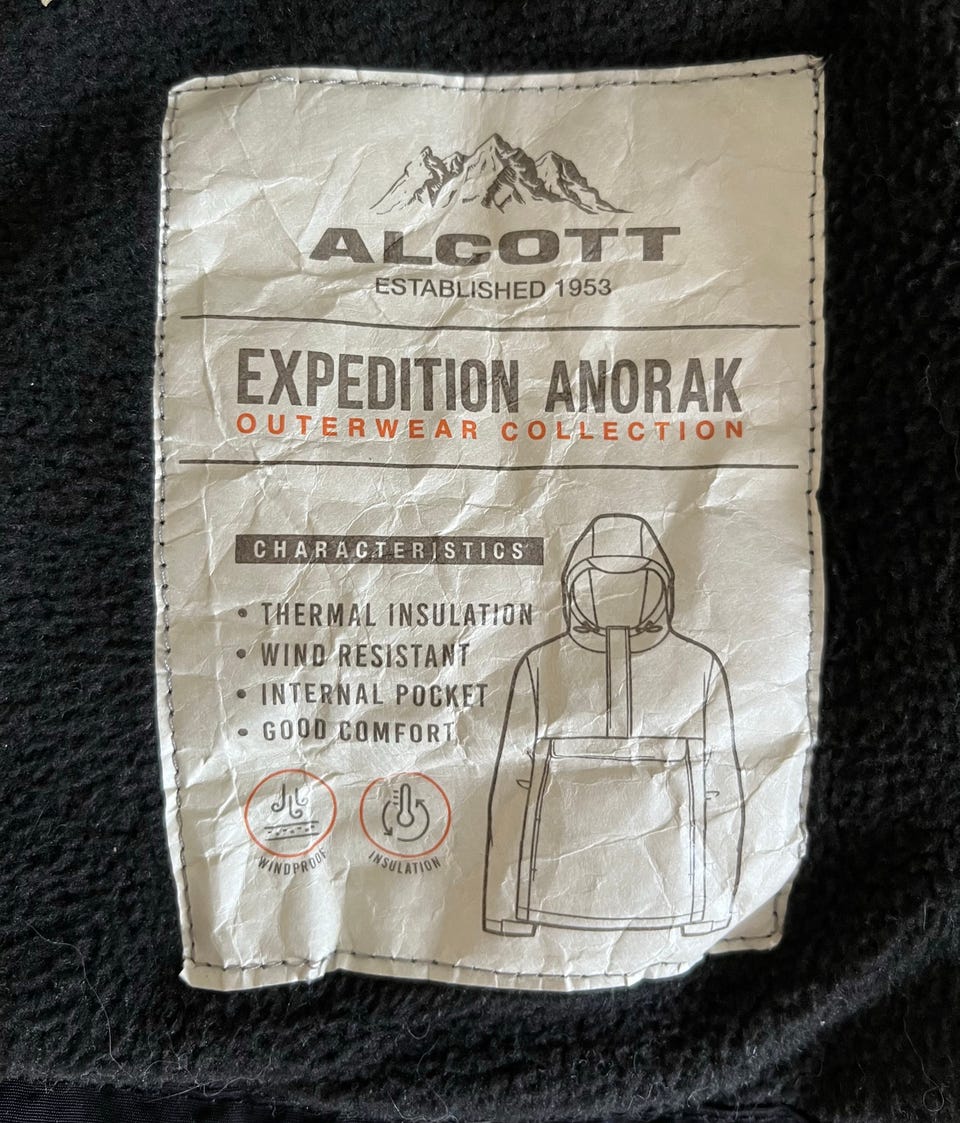 ALCOTT
ESTABLISHED 1953
EXPEDITION ANORAK
OUTERWEAR COLLECTION
CHARACTERISTICS
• THERMAL INSULATION
• WIND RESISTANT
• INTERNAL POCKET
• GOOD COMFORT
WINDPROOF
INSULATION